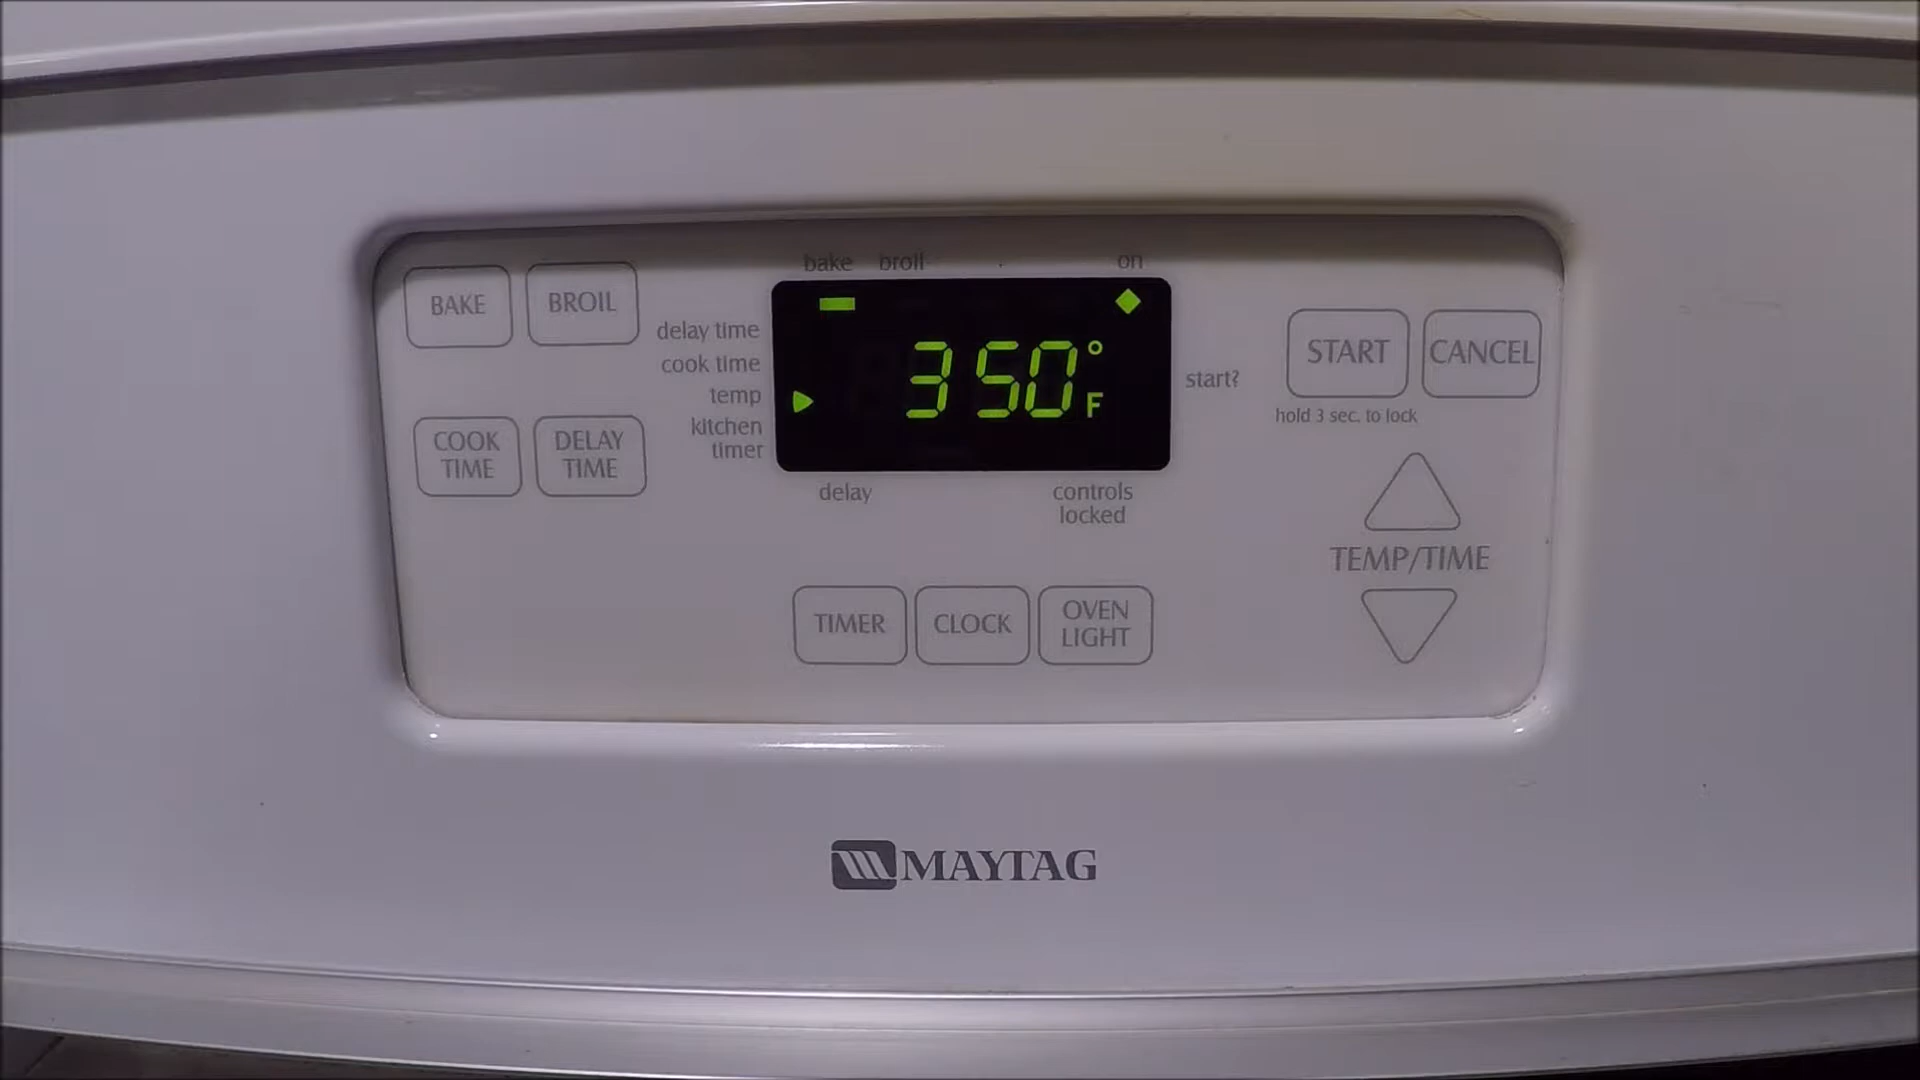 bake broil on
BAKE BROIL
delay time
cook time
temp
kitchen
timer
350°F
start?
START CANCEL
hold 3 sec. to lock
COOK
TIME
DELAY
TIME
delay
controls
locked
TEMP/TIME
TIMER CLOCK
OVEN
LIGHT
MAYTAG